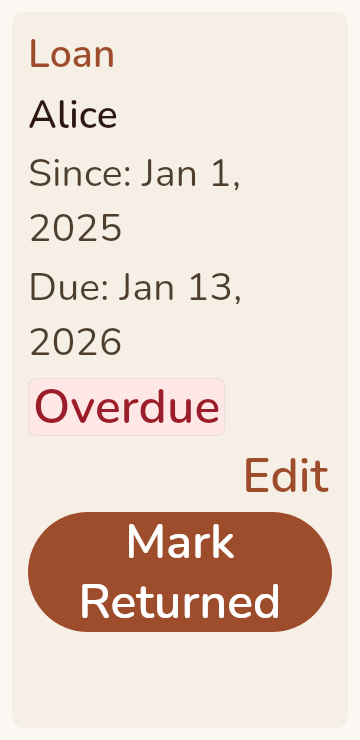 Loan
Alice
Since: Jan 1,
2025
Due: Jan 13,
2026
Overdue
Edit
Mark
Returned